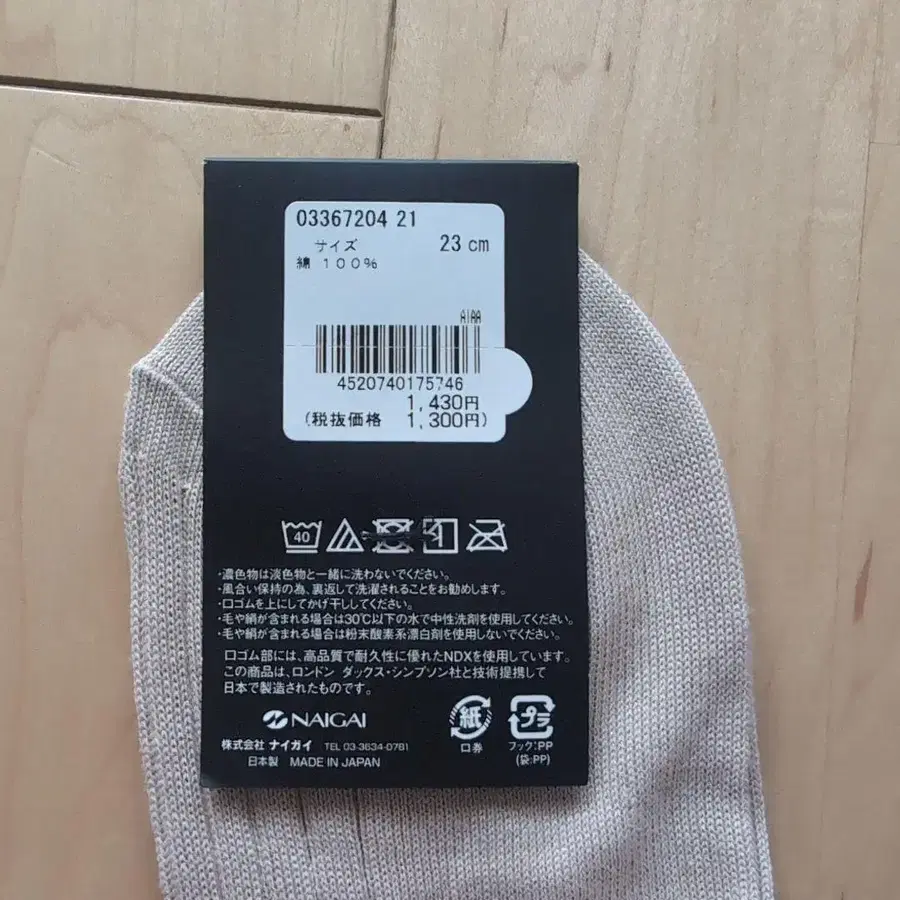 03367204 21
サイズ 23 cm
綿 100%
A1AA
4520740175746
1,430円
(税抜価格 1,300円)
40
・濃色物は淡色物と一緒に洗わないでください。
・風合い保持の為、裏返して洗濯されることをお勧めします。
・口ゴムを上にしてかげ干ししてください。
・毛や絹が含まれる場合は30℃以下の水で中性洗剤を使用してください。
・毛や絹が含まれる場合は粉末酸素系漂白剤を使用しないでください。
口ゴム部には、高品質で耐久性に優れたNDXを使用しています。
この商品は、ロンドン ダックス・シンプソン社と技術提携して
日本で製造されたものです。
NAIGAI
株式会社 ナイガイ TEL 03-3634-0781
日本製 MADE IN JAPAN
紙
口券
プラ
フック:PP
(袋:PP)